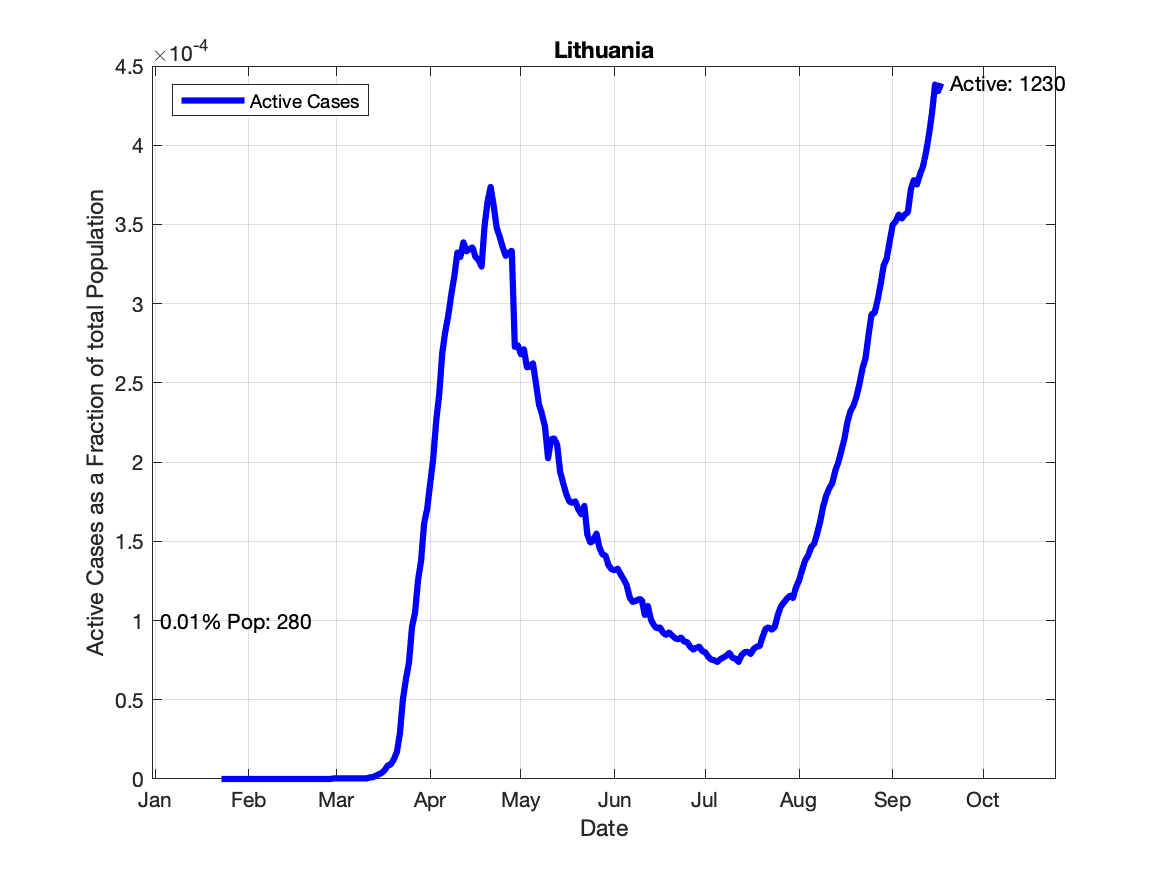 Lithuania
×10^-4
4.5
4
3.5
3
2.5
2
1.5
1
0.5
0
Active Cases
Active: 1230
0.01% Pop: 280
Active Cases as a Fraction of total Population
Jan Feb Mar Apr May Jun Jul Aug Sep Oct
Date